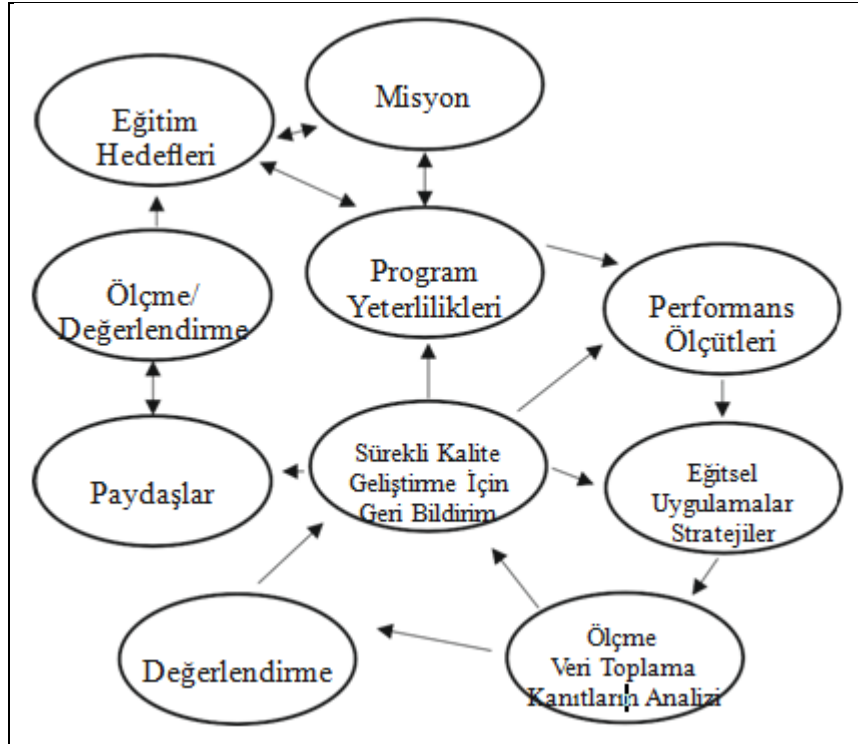 Misyon
Eğitim
Hedefleri
Program
Yeterlilikleri
Ölçme/
Değerlendirme
Performans
Ölçütleri
Sürekli Kalite
Geliştirme İçin
Geri Bildirim
Paydaşlar
Eğitsel
Uygulamalar
Stratejiler
Değerlendirme
Ölçme
Veri Toplama
Kanıtların Analizi